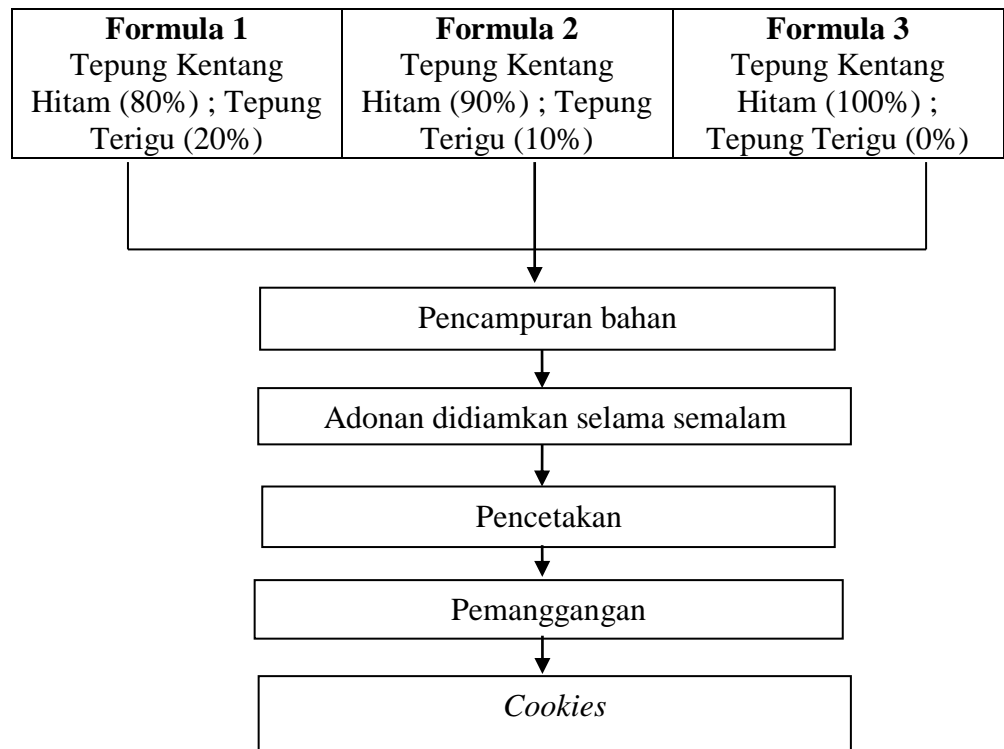 Formula 1
Tepung Kentang
Hitam (80%) ; Tepung
Terigu (20%)
Formula 2
Tepung Kentang
Hitam (90%) ; Tepung
Terigu (10%)
Formula 3
Tepung Kentang
Hitam (100%) ;
Tepung Terigu (0%)
Pencampuran bahan
Adonan didiamkan selama semalam
Pencetakan
Pemanggangan
Cookies